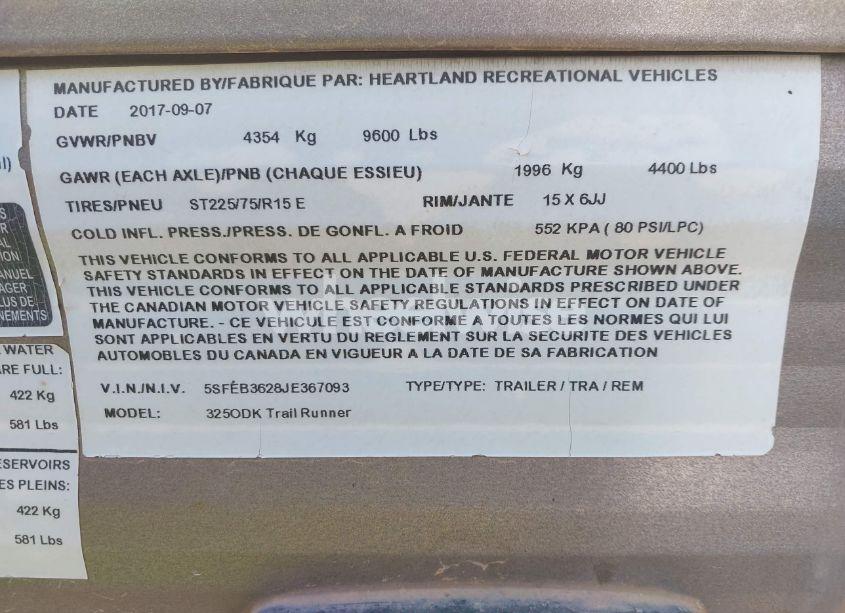 MANUFACTURED BY/FABRIQUE PAR: HEARTLAND RECREATIONAL VEHICLES
DATE 2017-09-07
GVWR/PNBV 4354 Kg 9600 Lbs
GAWR (EACH AXLE)/PNB (CHAQUE ESSIEU) 1996 Kg 4400 Lbs
TIRES/PNEU ST225/75/R15 E RIM/JANTE 15 X 6JJ
COLD INFL. PRESS./PRESS. DE GONFL. A FROID 552 KPA ( 80 PSI/LPC)
THIS VEHICLE CONFORMS TO ALL APPLICABLE U.S. FEDERAL MOTOR VEHICLE
SAFETY STANDARDS IN EFFECT ON THE DATE OF MANUFACTURE SHOWN ABOVE.
THIS VEHICLE CONFORMS TO ALL APPLICABLE STANDARDS PRESCRIBED UNDER
THE CANADIAN MOTOR VEHICLE SAFETY REGULATIONS IN EFFECT ON DATE OF
MANUFACTURE. - CE VEHICULE EST CONFORME A TOUTES LES NORMES QUI LUI
SONT APPLICABLES EN VERTU DU REGLEMENT SUR LA SECURITE DES VEHICLES
AUTOMOBILES DU CANADA EN VIGUEUR A LA DATE DE SA FABRICATION
V.I.N./N.I.V. 5SFEB3628JE367093 TYPE/TYPE: TRAILER / TRA / REM
MODEL: 325ODK Trail Runner
WATER
ARE FULL:
422 Kg
581 Lbs
ESERVOIRS
ES PLEINS:
422 Kg
581 Lbs